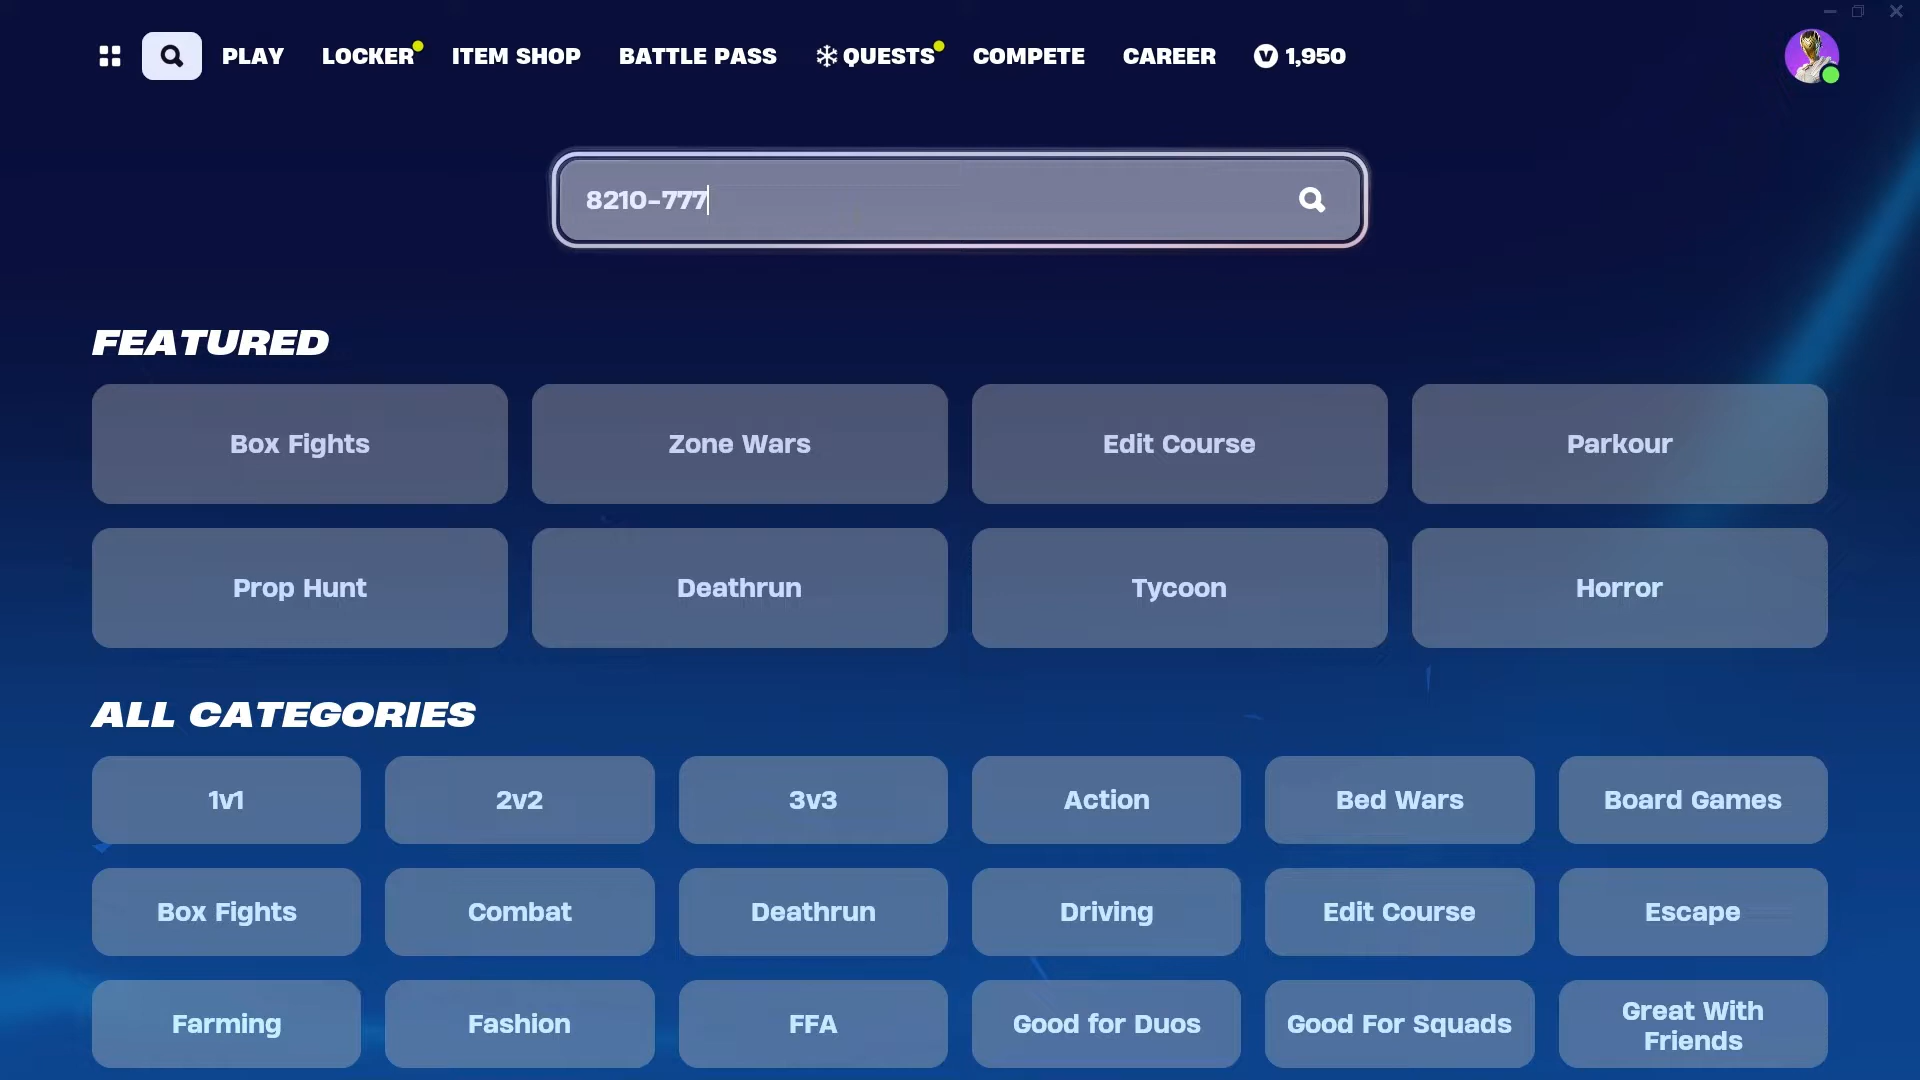 PLAY LOCKER ITEM SHOP BATTLE PASS QUESTS COMPETE CAREER 1,950
8210-777
FEATURED
Box Fights Zone Wars Edit Course Parkour
Prop Hunt Deathrun Tycoon Horror
ALL CATEGORIES
1v1 2v2 3v3 Action Bed Wars Board Games
Box Fights Combat Deathrun Driving Edit Course Escape
Farming Fashion FFA Good for Duos Good For Squads Great With
Friends